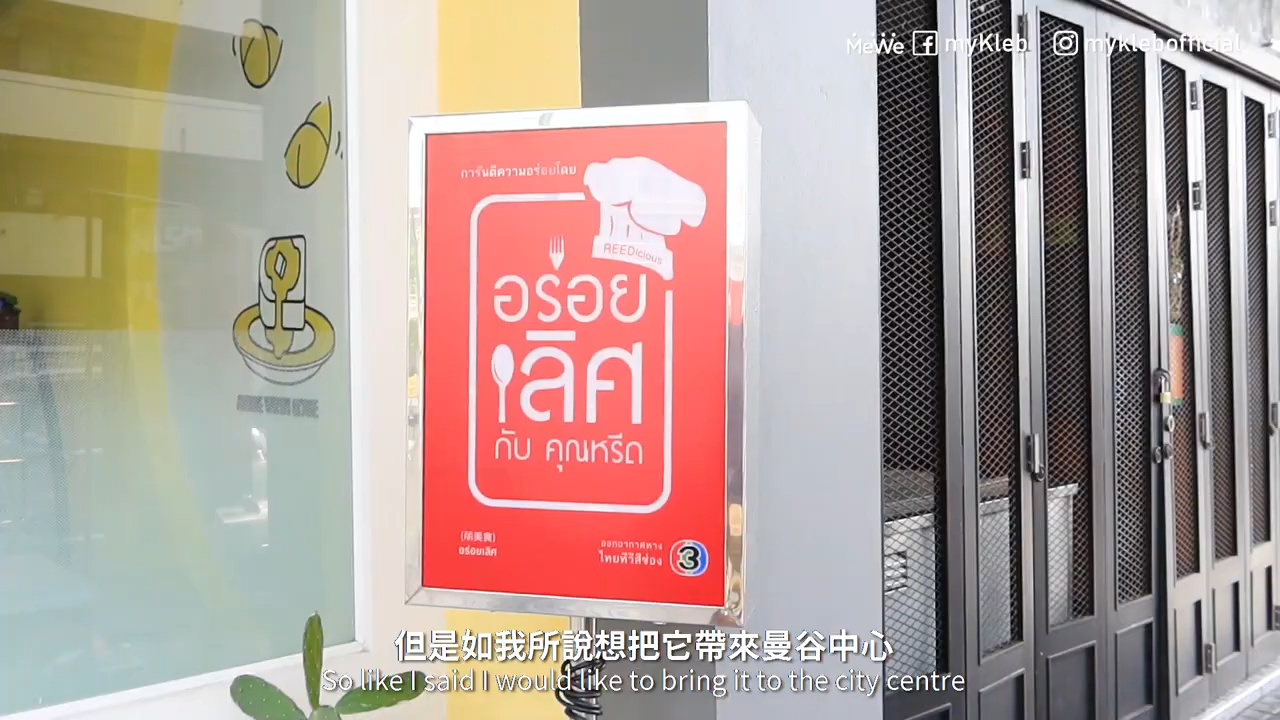 MeWe myKleb myklebofficial
การันตีความอร่อยโดย
REEDicious
อร่อย
เลิศ
กับ คุณหรีด
(萌美食)
อร่อยเลิศ
ออกอากาศทาง
ไทยทีวีสีช่อง 3
但是如我所說想把它帶來曼谷中心
So like I said I would like to bring it to the city centre